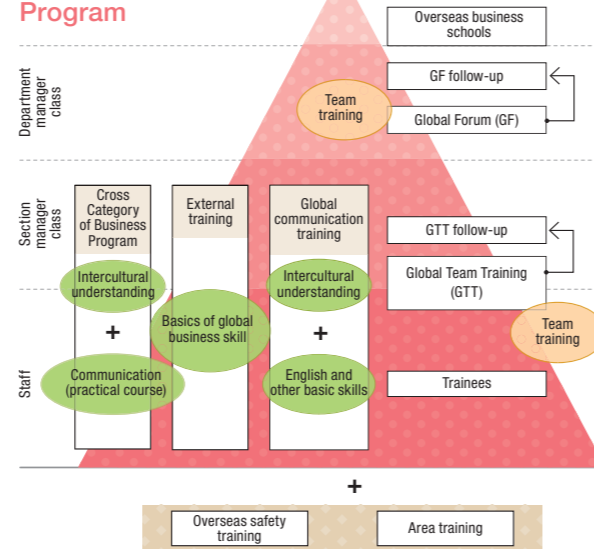 Program
Overseas business
schools
Department
manager
class
GF follow-up
Team
training
Global Forum (GF)
Section
manager
class
Cross
Category
of Business
Program
External
training
Global
communication
training
GTT follow-up
Intercultural
understanding
Intercultural
understanding
Global Team Training
(GTT)
+
Basics of global
business skill
+
Team
training
Staff
Communication
(practical course)
English and
other basic skills
Trainees
+
Overseas safety
training
Area training